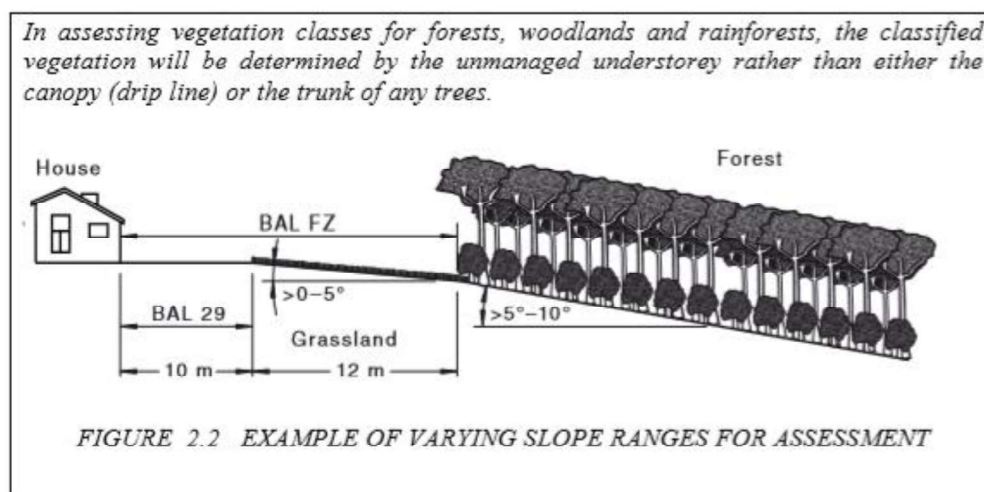 In assessing vegetation classes for forests, woodlands and rainforests, the classified
vegetation will be determined by the unmanaged understorey rather than either the
canopy (drip line) or the trunk of any trees.
House
Forest
BAL FZ
>0–5°
>5°–10°
BAL 29
Grassland
10 m
12 m
FIGURE 2.2 EXAMPLE OF VARYING SLOPE RANGES FOR ASSESSMENT